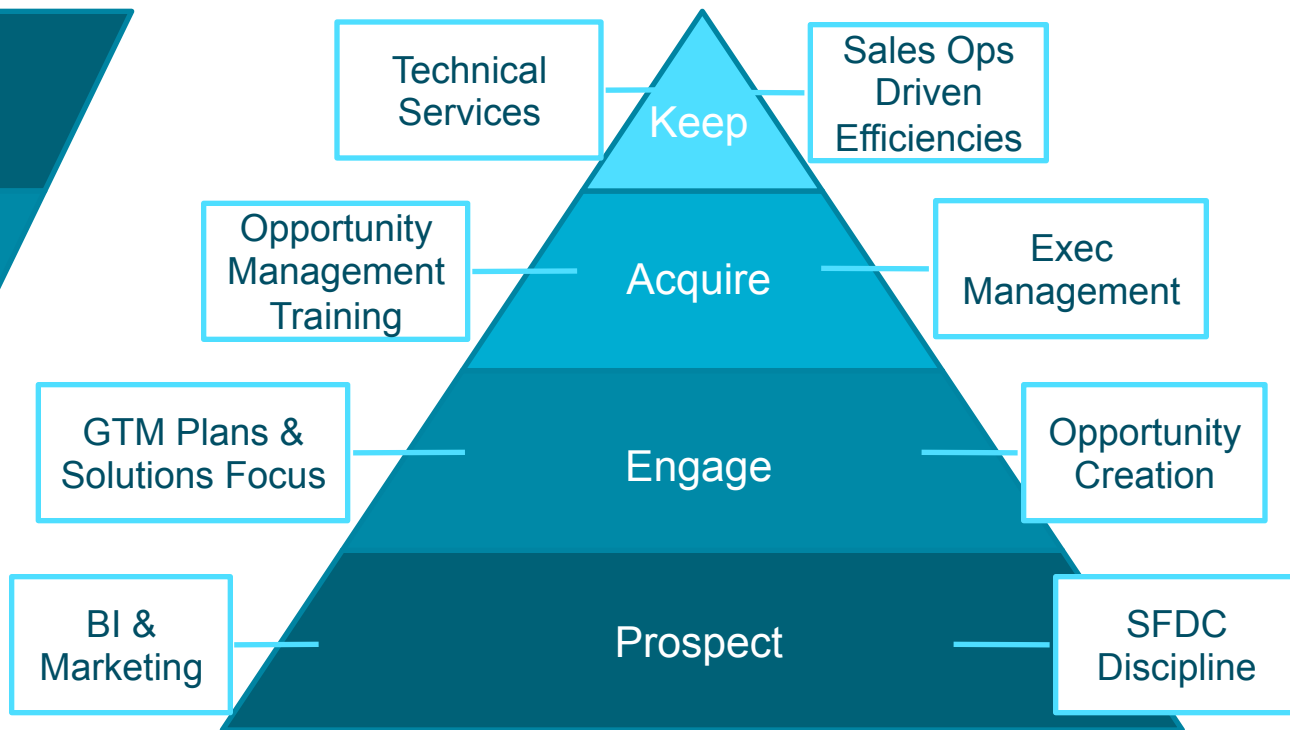 Technical
Services
Keep
Sales Ops
Driven
Efficiencies
Opportunity
Management
Training
Acquire
Exec
Management
GTM Plans &
Solutions Focus
Engage
Opportunity
Creation
BI &
Marketing
Prospect
SFDC
Discipline